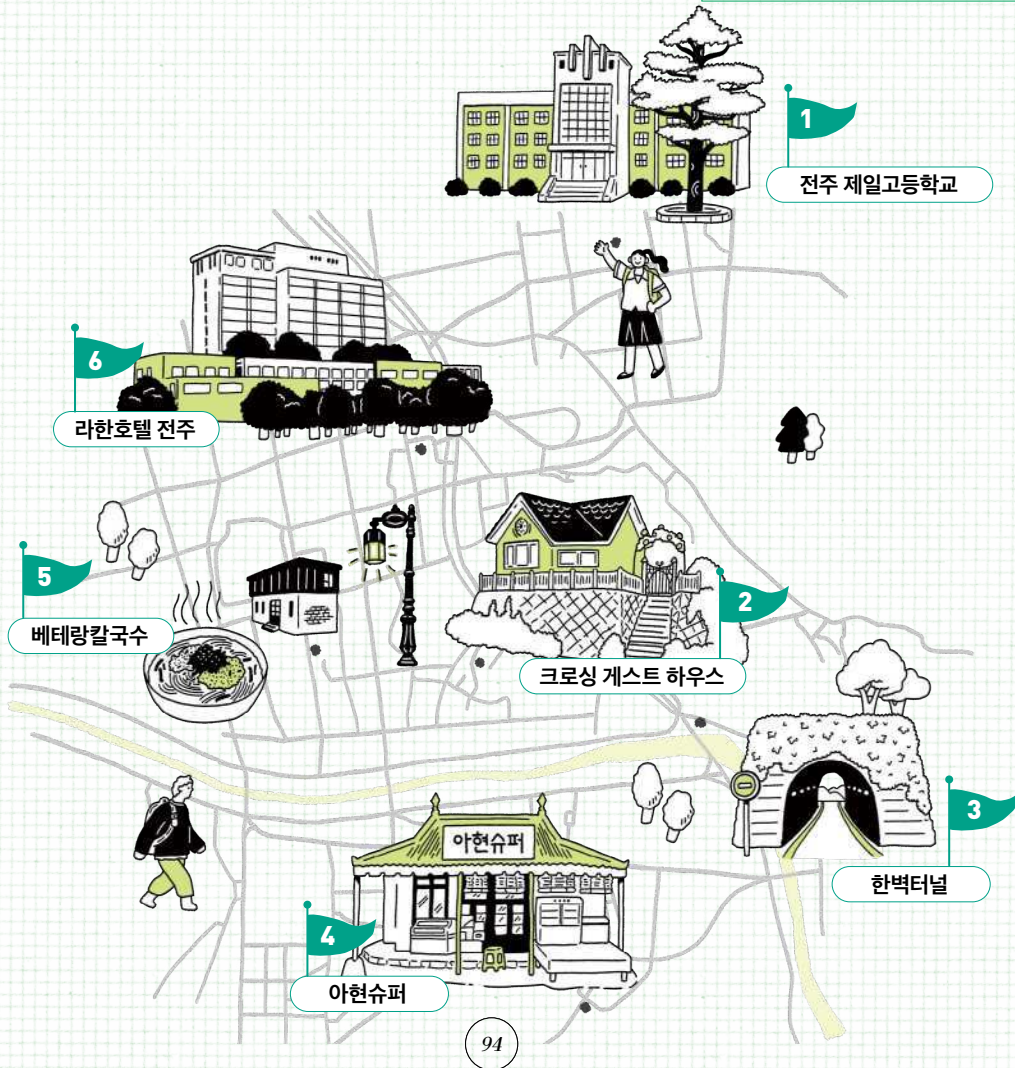 1
전주 제일고등학교
6
라한호텔 전주
5
베테랑칼국수
2
크로싱 게스트 하우스
3
한벽터널
아현슈퍼
4
아현슈퍼
94